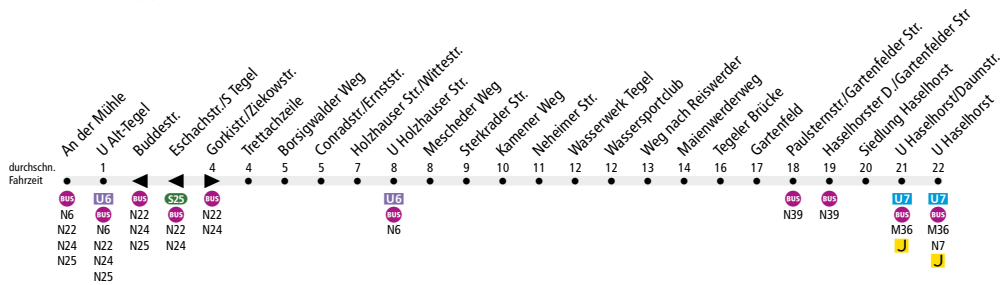 An der Mühle
U Alt-Tegel
Buddestr.
Eschachstr./S Tegel
Gorkistr./Ziekowstr.
Trettachzeile
Borsigwalder Weg
Conradstr./Ernststr.
Holzhauser Str./Wittestr.
U Holzhauser Str.
Mescheder Weg
Sterkrader Str.
Kamener Weg
Neheimer Str.
Wasserwerk Tegel
Wassersportclub
Weg nach Reiswerder
Maienwerderweg
Tegeler Brücke
Gartenfeld
Paulsternstr./Gartenfelder Str.
Haselhorster D./Gartenfelder Str
Siedlung Haselhorst
U Haselhorst/Daumstr.
U Haselhorst
durchschn. 1 4 4 5 5 7 8 8 9 10 11 12 12 13 14 16 17 18 19 20 21 22
Fahrzeit
BUS U6 BUS S25 BUS U6 BUS BUS U7 U7
N6 BUS N22 BUS N22 BUS N39 N39 BUS BUS
N22 N6 N24 N22 N24 N6 M36 M36
N24 N22 N25 N24 J N7
N25 N24 J
N25